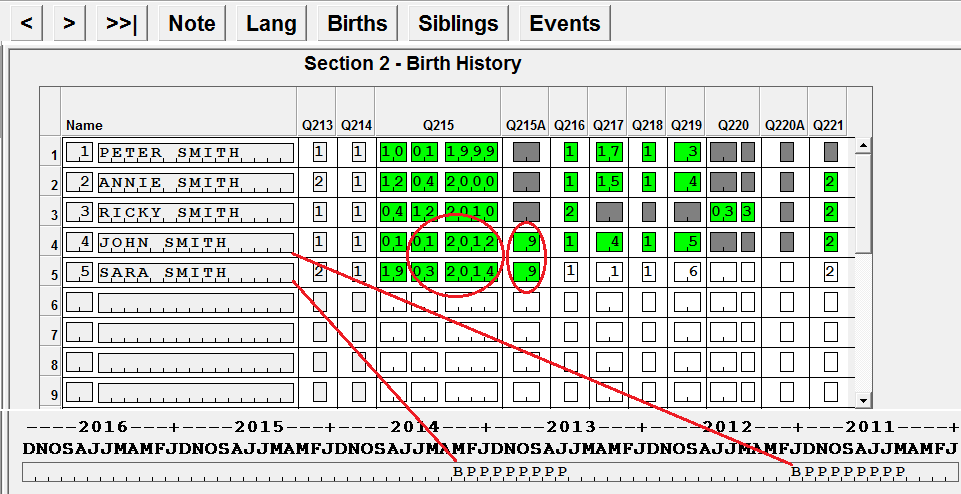 < > >>| Note Lang Births Siblings Events
Section 2 - Birth History
Name Q213 Q214 Q215 Q215A Q216 Q217 Q218 Q219 Q220 Q220A Q221
1 1 PETER SMITH 1 1 10 01 1999 1 17 1 3
2 2 ANNIE SMITH 2 1 12 04 2000 1 15 1 4 2
3 3 RICKY SMITH 1 1 04 12 2010 2 03 3 2
4 4 JOHN SMITH 1 1 01 01 2012 9 1 4 1 5 2
5 5 SARA SMITH 2 1 19 03 2014 9 1 1 1 6 2
6
7
8
9
----2016---+----2015---+----2014---+----2013---+----2012---+----2011---+
DNOSAJJMAMFJDNOSAJJMAMFJDNOSAJJMAMFJDNOSAJJMAMFJDNOSAJJMAMFJDNOSAJJMAMFJ
BPPPPPPPP BPPPPPPPP